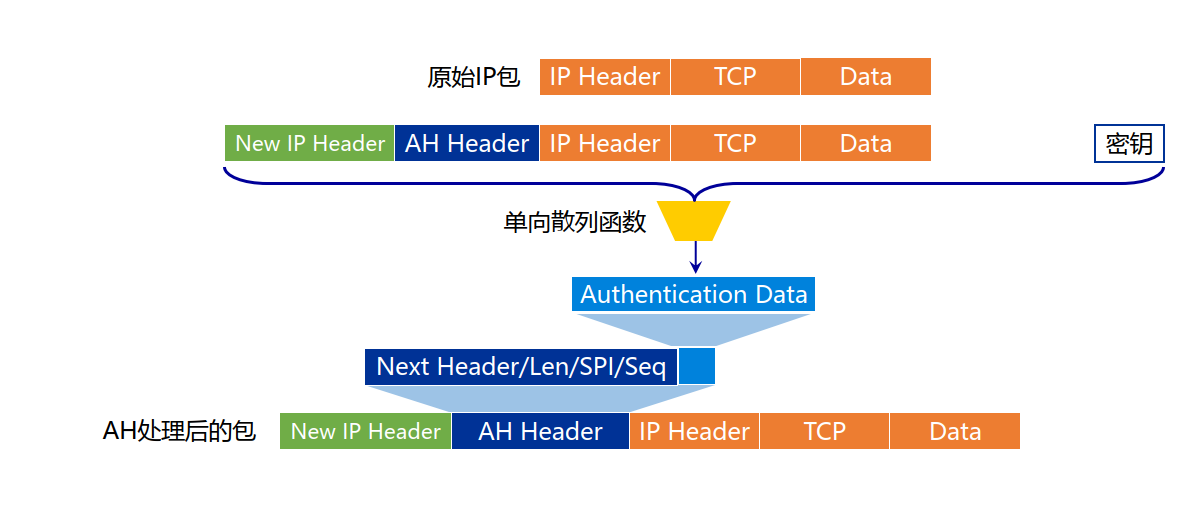 原始IP包 IP Header TCP Data
New IP Header AH Header IP Header TCP Data 密钥
单向散列函数
Authentication Data
Next Header/Len/SPI/Seq
AH处理后的包 New IP Header AH Header IP Header TCP Data